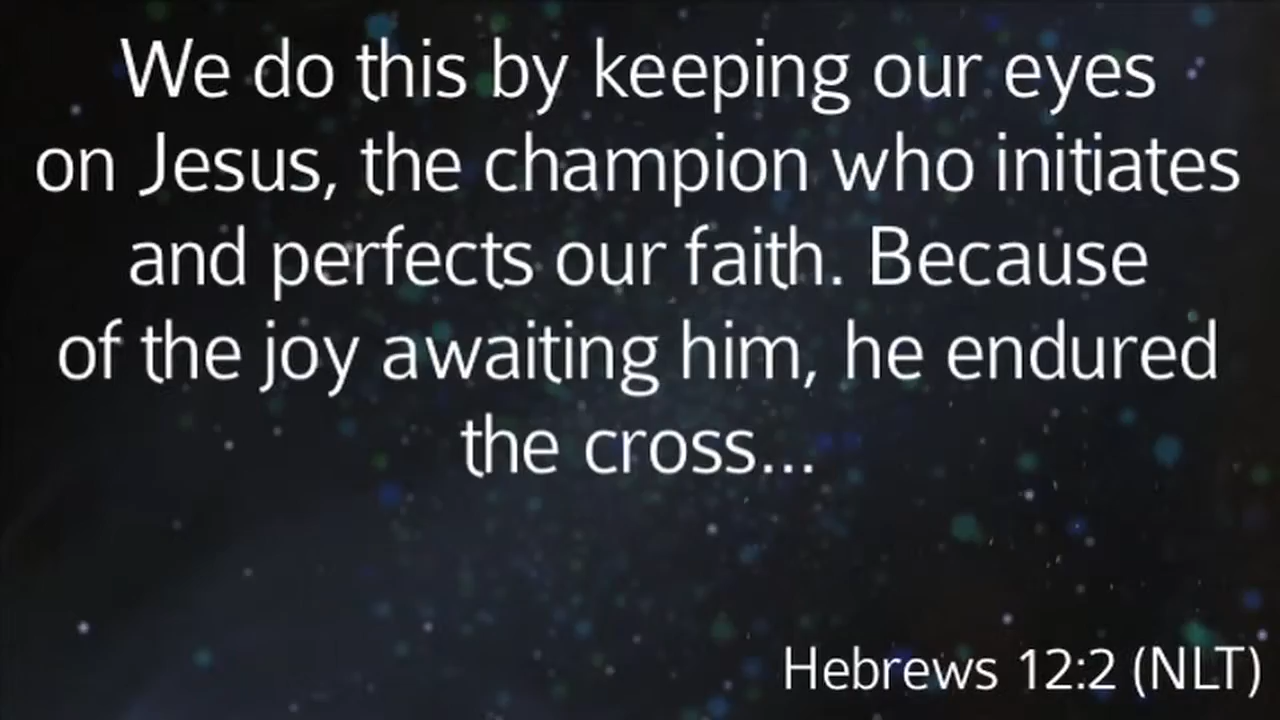 We do this by keeping our eyes
on Jesus, the champion who initiates
and perfects our faith. Because
of the joy awaiting him, he endured
the cross...
Hebrews 12:2 (NLT)